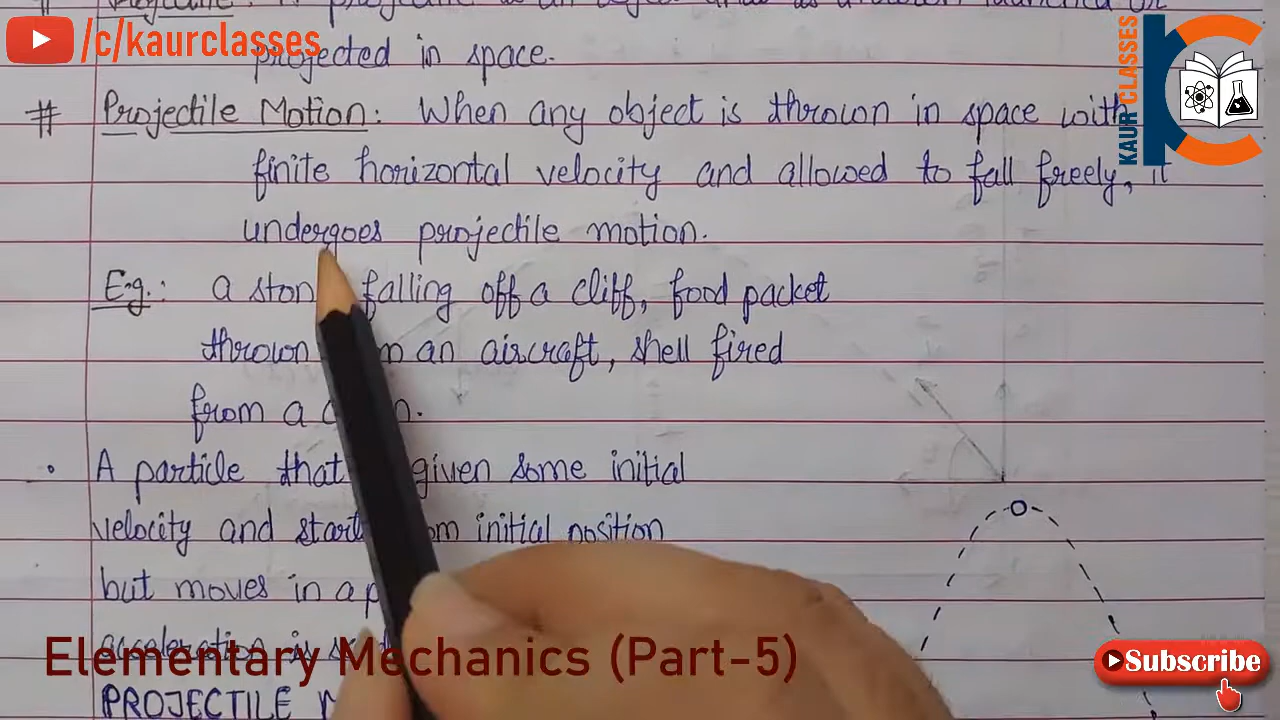 /c/kaurclasses
KAUR CLASSES
projected in space.
# Projectile Motion: When any object is thrown in space with
finite horizontal velocity and allowed to fall freely, it
undergoes projectile motion.
E.g.: a falling off a cliff, food packet
thrown an aircraft, shell fired
from a
A particle that given some initial
velocity and initial position
but moves in a
Elementary Mechanics (Part-5)
PROJECTILE
Subscribe